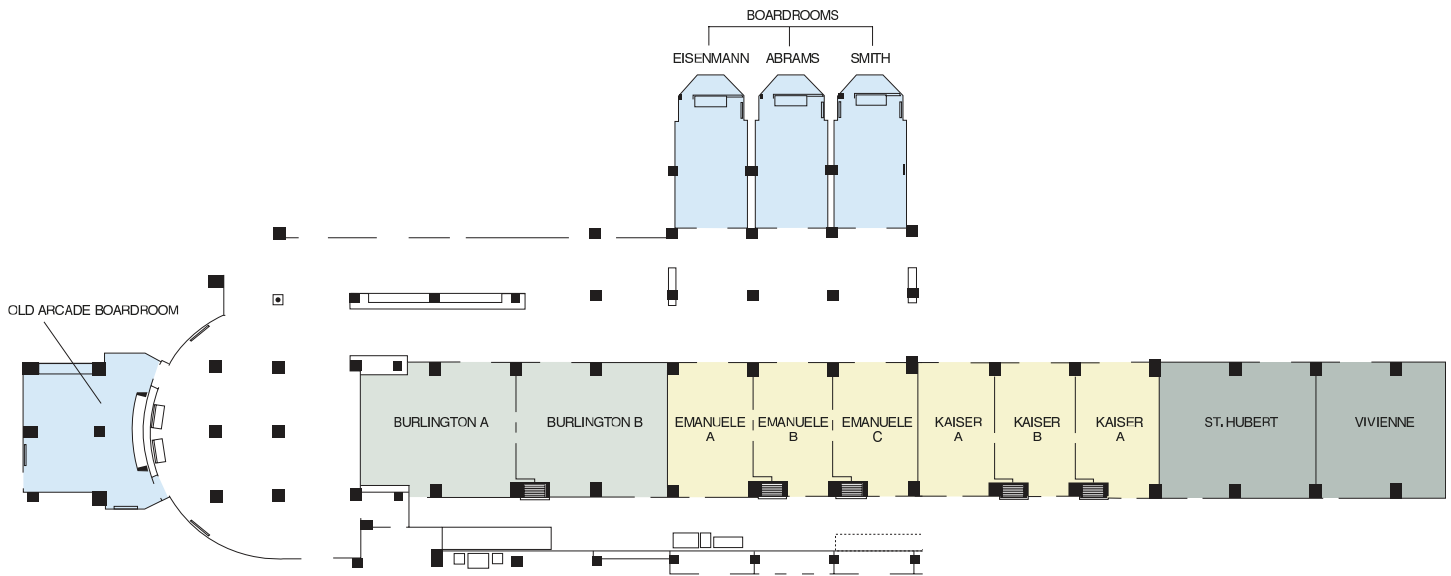 BOARDROOMS
EISENMANN ABRAMS SMITH
OLD ARCADE BOARDROOM
BURLINGTON A
BURLINGTON B
EMANUELE
A
EMANUELE
B
EMANUELE
C
KAISER
A
KAISER
B
KAISER
A
ST. HUBERT
VIVIENNE